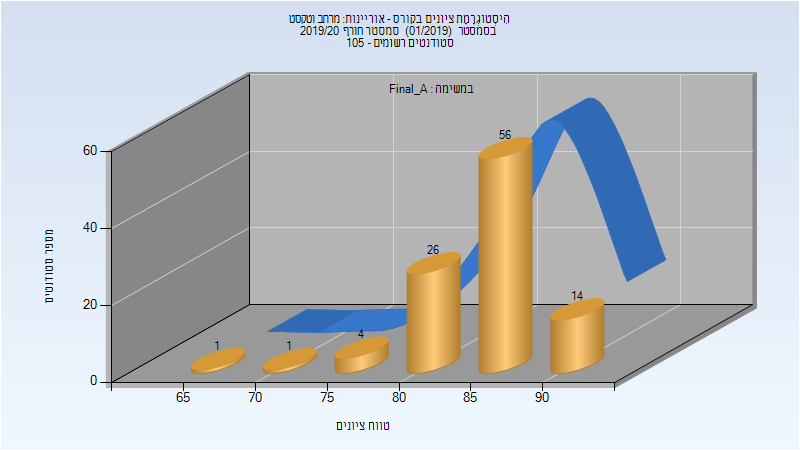 היסטוגרמת ציונים בקורס - אוריינות: מרחב וטקסט
בסמסטר (01/2019) סמסטר חורף 2019/20
סטודנטים רשומים - 105
במשימה : Final_A
56
26
14
4
1
1
60
40
20
0
מספר סטודנטים
65 70 75 80 85 90
טווח ציונים